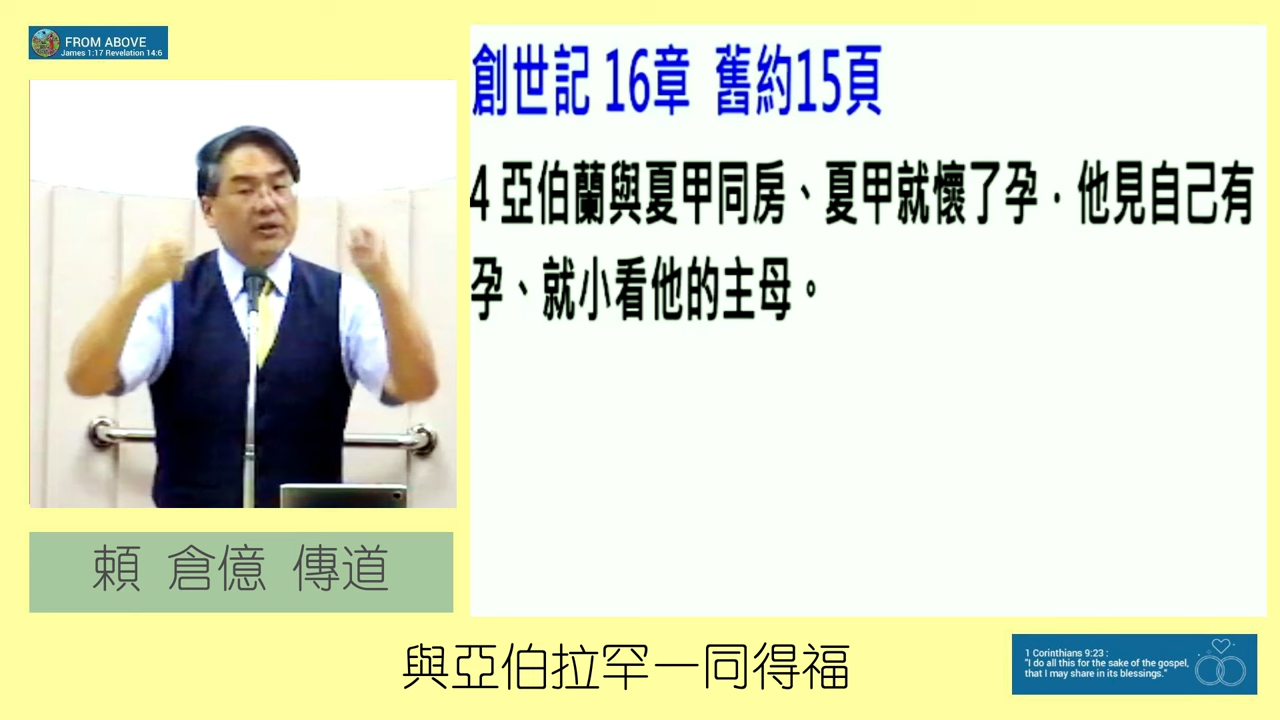 FROM ABOVE
James 1:17 Revelation 14:6
創世記 16章 舊約15頁
4 亞伯蘭與夏甲同房、夏甲就懷了孕．他見自己有
孕、就小看他的主母。
賴 倉億 傳道
與亞伯拉罕一同得福
1 Corinthians 9:23 :
"I do all this for the sake of the gospel,
that I may share in its blessings."